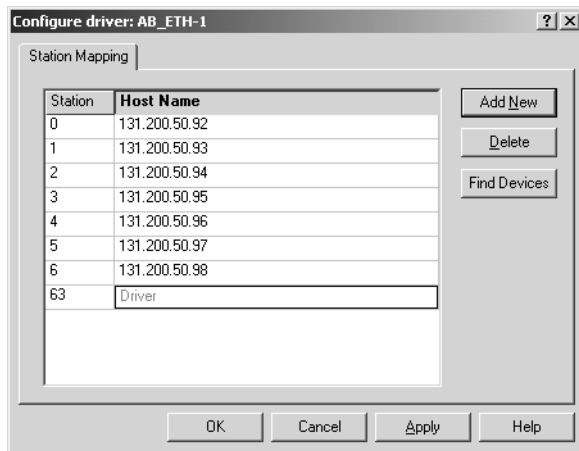 Configure driver: AB_ETH-1
Station Mapping
Station Host Name
0 131.200.50.92
1 131.200.50.93
2 131.200.50.94
3 131.200.50.95
4 131.200.50.96
5 131.200.50.97
6 131.200.50.98
63 Driver
Add New
Delete
Find Devices
OK Cancel Apply Help